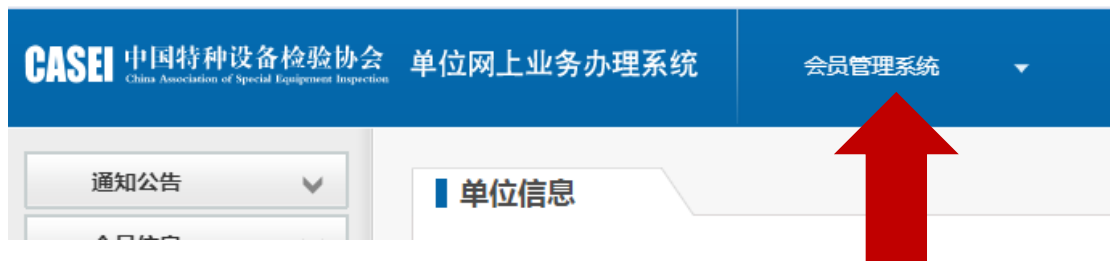 CASEI 中国特种设备检验协会 单位网上业务办理系统 会员管理系统
China Association of Special Equipment Inspection
通知公告
单位信息